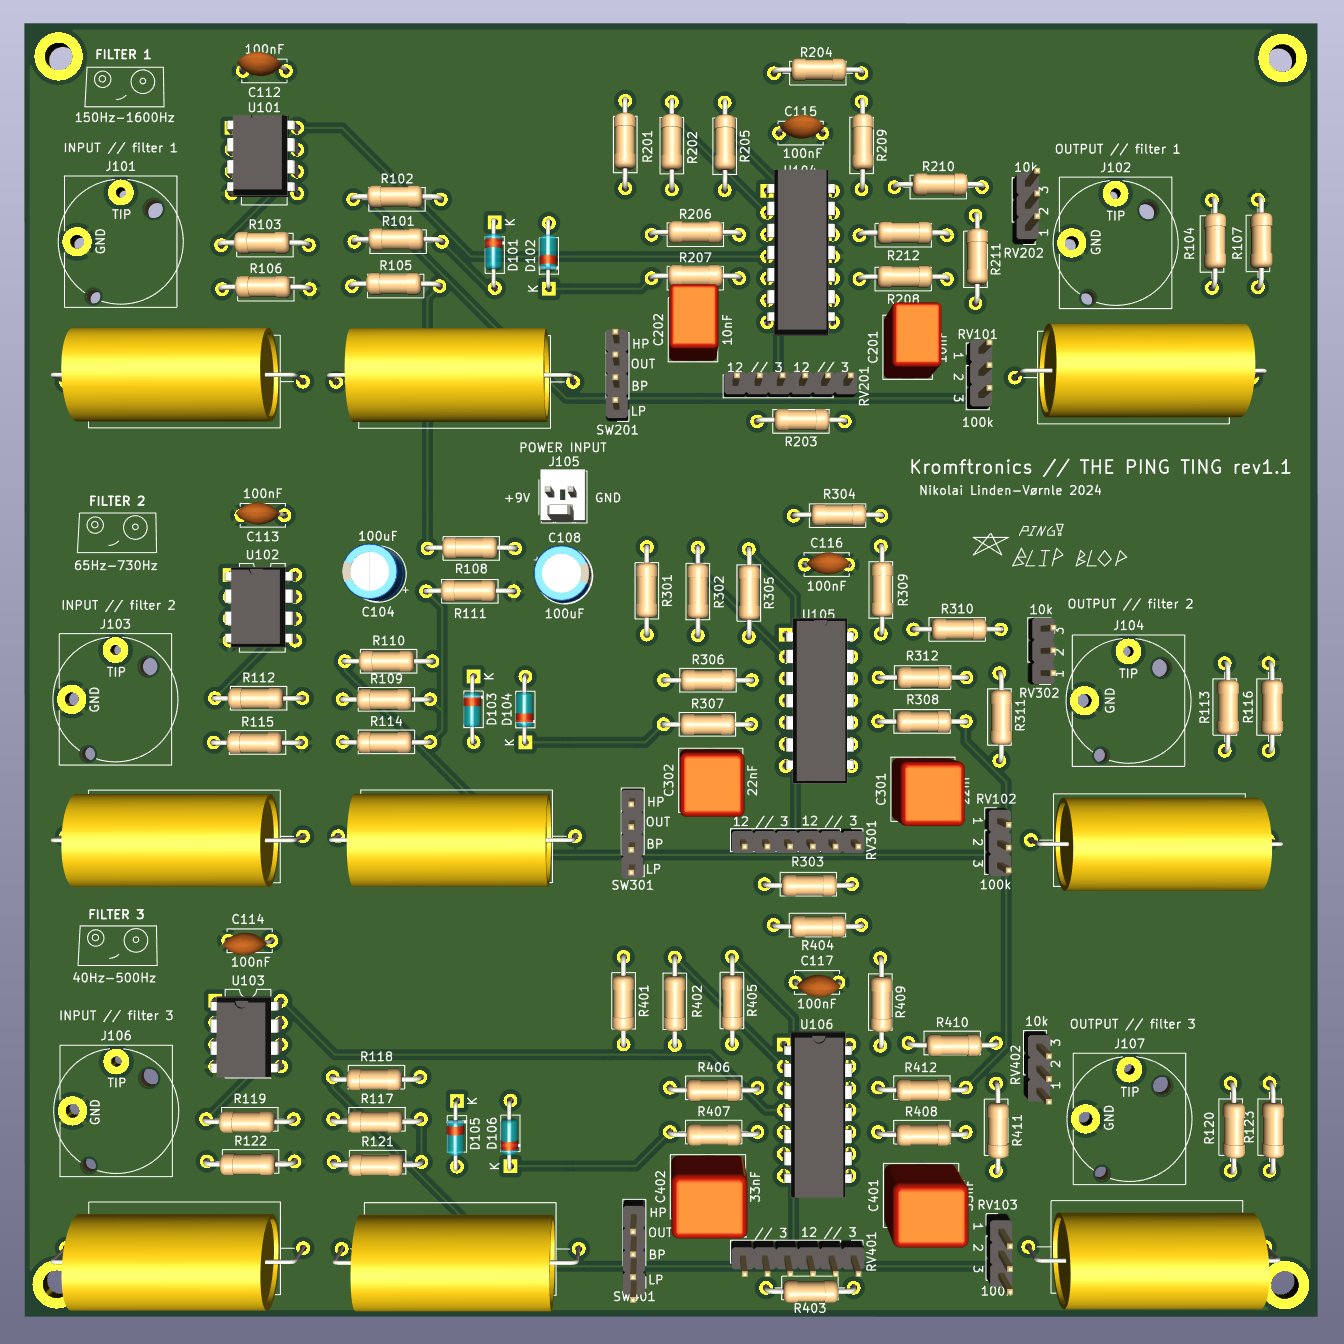 FILTER 1
150Hz-1600Hz
INPUT // filter 1
J101
TIP
GND
100nF
C112
U101
R103
R106
R102
R101
R105
K
D101
D102
K
R201
R202
R205
R204
C115
100nF
R209
R206
R207
C202
10nF
R210
R212
R208
R211
C201
10k
3
2
1
RV202
OUTPUT // filter 1
J102
TIP
GND
R104
R107
HP
OUT
BP
LP
SW201
12 // 3 12 // 3
RV201
R203
RV101
1
2
3
100k
POWER INPUT
J105
+9V
GND
Kromftronics // THE PING TING rev1.1
Nikolai Linden-Vørnle 2024
PING!
BLIP BLOP
FILTER 2
65Hz-730Hz
INPUT // filter 2
J103
TIP
GND
100nF
C113
U102
R112
R115
100uF
C104
+
R108
R111
C108
100uF
R110
R109
R114
K
D103
D104
K
R301
R302
R305
R304
C116
100nF
R309
U105
R306
R307
C302
22nF
R310
R312
R308
R311
C301
10k
3
2
1
RV302
OUTPUT // filter 2
J104
TIP
GND
R113
R116
HP
OUT
BP
LP
SW301
12 // 3 12 // 3
RV301
R303
RV102
1
2
3
100k
FILTER 3
40Hz-500Hz
INPUT // filter 3
J106
TIP
GND
C114
100nF
U103
R119
R122
R118
R117
R121
K
D105
D106
K
R401
R402
R405
R404
C117
100nF
R409
U106
R406
R407
C402
33nF
R410
R412
R408
R411
C401
10k
3
2
1
RV402
OUTPUT // filter 3
J107
TIP
GND
R120
R123
HP
OUT
BP
LP
// 3 12 // 3
RV401
R403
RV103
1
2
3